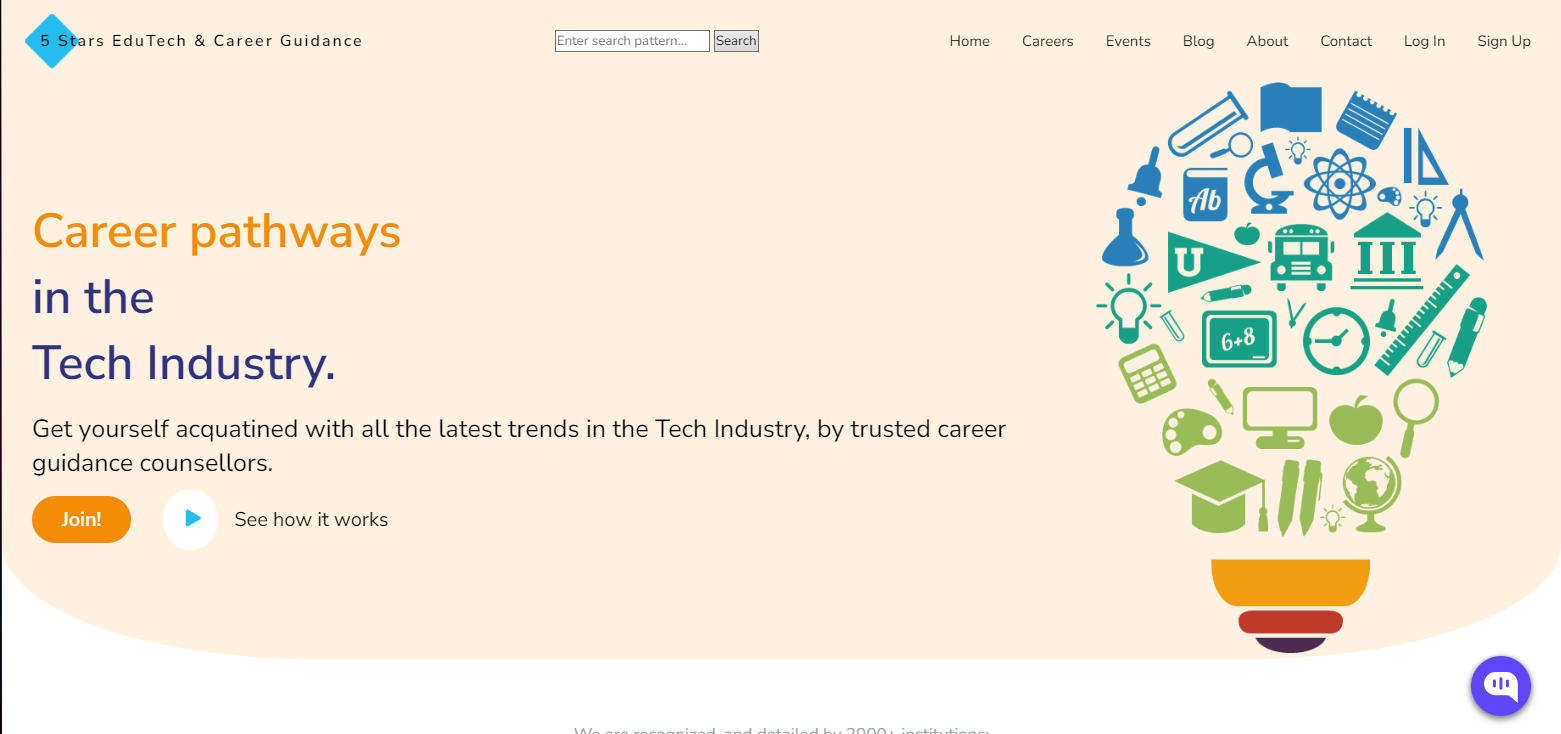 5 Stars EduTech & Career Guidance
Enter search pattern... Search
Home Careers Events Blog About Contact Log In Sign Up
Career pathways
in the
Tech Industry.
Get yourself acquatined with all the latest trends in the Tech Industry, by trusted career
guidance counsellors.
Join! See how it works
Ab
U
6+8
We are recognized, and detailed by 2000+ institutions: